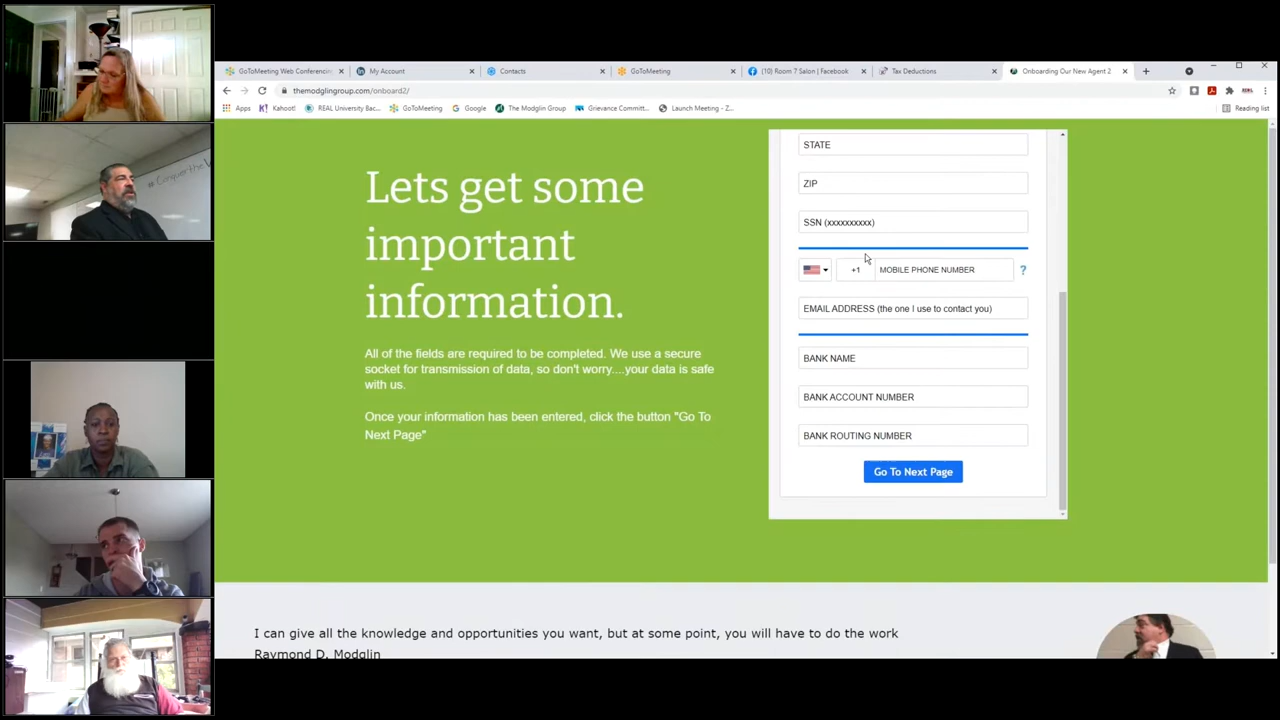 GoToMeeting Web Conferencin
My Account
Contacts
GoToMeeting
(10) Room 7 Salon | Facebook
Tax Deductions
Onboarding Our New Agent 2
themodglingroup.com/onboard2/
Apps
Kahoot!
REAL University Bac...
GoToMeeting
Google
The Modglin Group
Grievance Committ...
Launch Meeting - Z...
Reading list
Lets get some
important
information.
All of the fields are required to be completed. We use a secure
socket for transmission of data, so don't worry....your data is safe
with us.
Once your information has been entered, click the button "Go To
Next Page*
STATE
ZIP
SSN (xxxxxxxxxx)
+1
MOBILE PHONE NUMBER
?
EMAIL ADDRESS (the one I use to contact you)
BANK NAME
BANK ACCOUNT NUMBER
BANK ROUTING NUMBER
Go To Next Page
I can give all the knowledge and opportunities you want, but at some point, you will have to do the work
Raymond D. Modglin